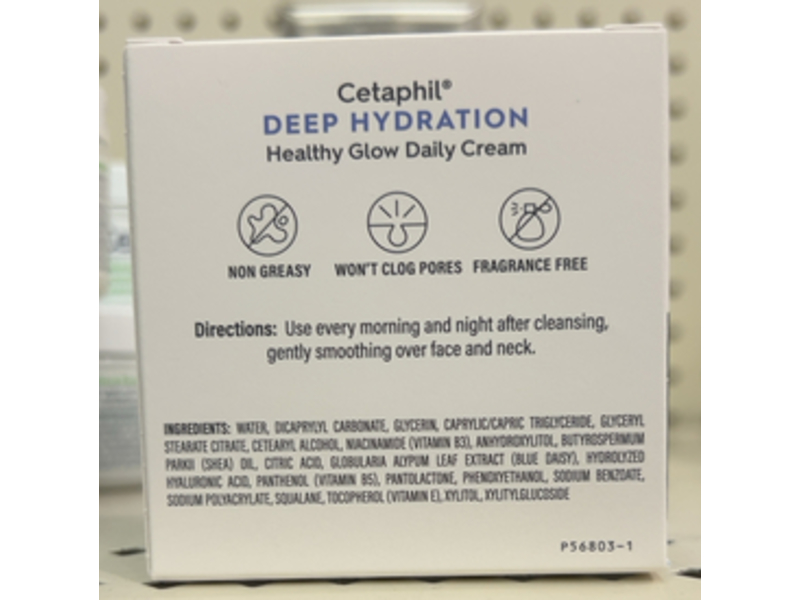 Cetaphil®
DEEP HYDRATION
Healthy Glow Daily Cream
NON GREASY WON'T CLOG PORES FRAGRANCE FREE
Directions: Use every morning and night after cleansing,
gently smoothing over face and neck.
INGREDIENTS: WATER, DICAPRYLYL CARBONATE, GLYCERIN, CAPRYLIC/CAPRIC TRIGLYCERIDE, GLYCERYL
STEARATE CITRATE, CETEARYL ALCOHOL, NIACINAMIDE (VITAMIN B3), ANHYDROXYLITOL, BUTYROSPERMUM
PARKII (SHEA) OIL, CITRIC ACID, GLOBULARIA ALYPUM LEAF EXTRACT (BLUE DAISY), HYDROLYZED
HYALURONIC ACID, PANTHENOL (VITAMIN B5), PANTOLACTONE, PHENOXYETHANOL, SODIUM BENZOATE,
SODIUM POLYACRYLATE, SQUALANE, TOCOPHEROL (VITAMIN E), XYLITOL, XYLITYLGLUCOSIDE
P56803-1